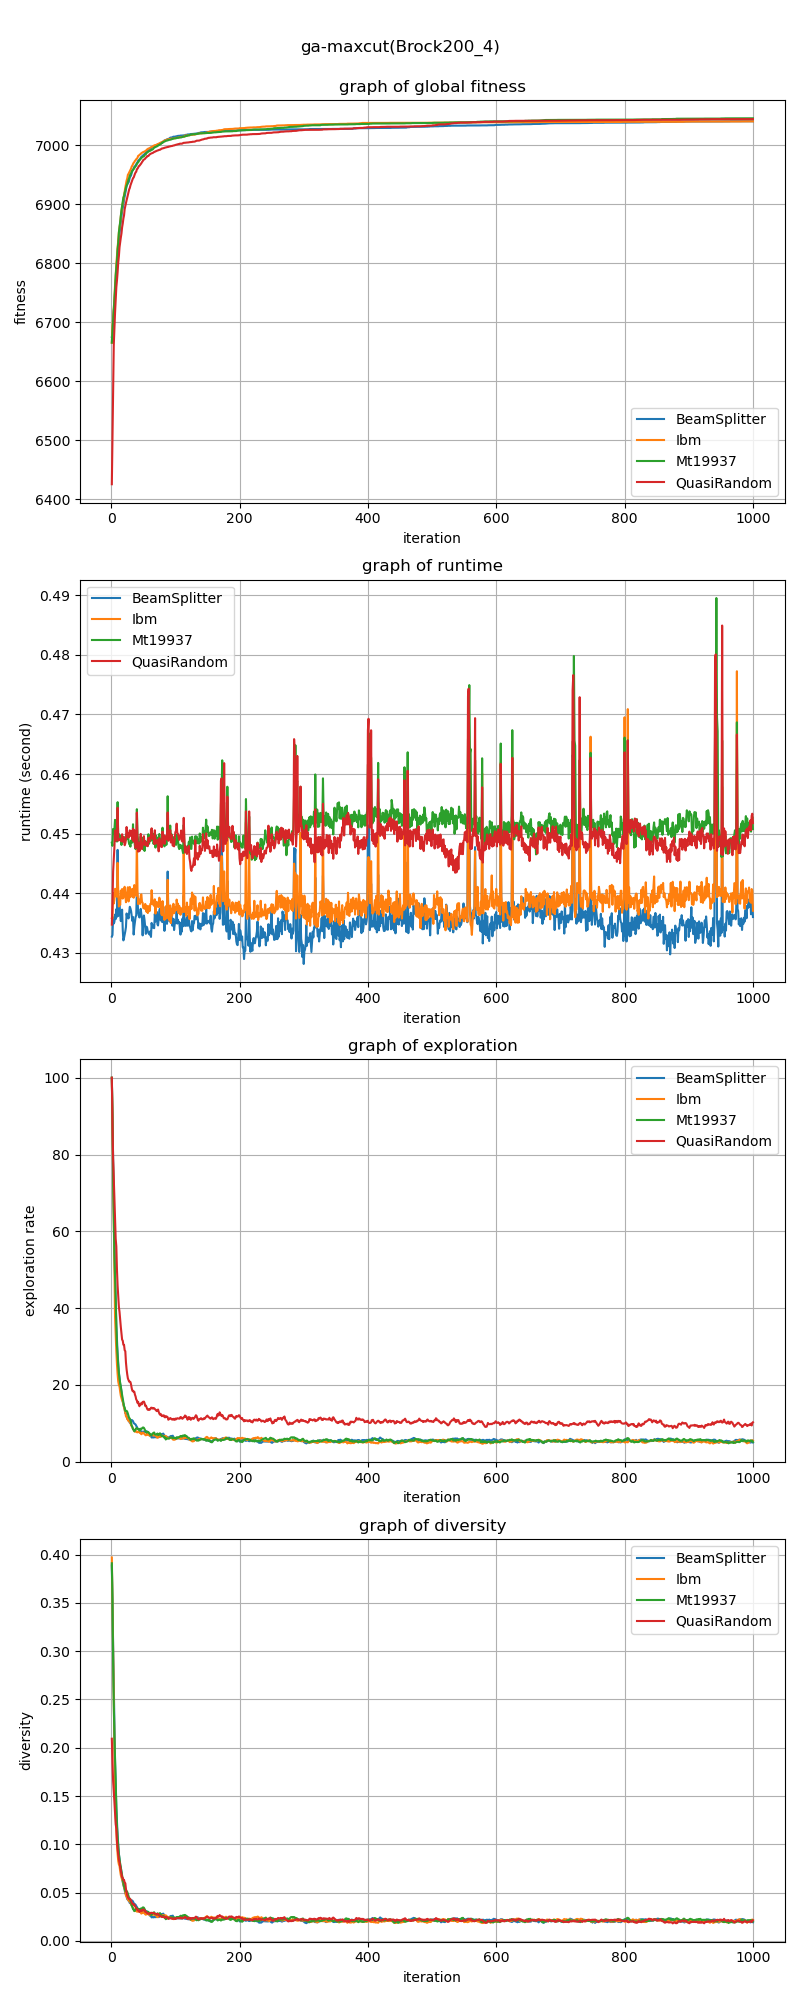 ga-maxcut(Brock200_4)
graph of global fitness
7000
6900
6800
6700
6600
6500
6400
fitness
BeamSplitter
Ibm
Mt19937
QuasiRandom
0 200 400 600 800 1000
iteration
graph of runtime
0.49
0.48
0.47
0.46
0.45
0.44
0.43
runtime (second)
BeamSplitter
Ibm
Mt19937
QuasiRandom
0 200 400 600 800 1000
iteration
graph of exploration
100
80
60
40
20
0
exploration rate
BeamSplitter
Ibm
Mt19937
QuasiRandom
0 200 400 600 800 1000
iteration
graph of diversity
0.40
0.35
0.30
0.25
0.20
0.15
0.10
0.05
0.00
diversity
BeamSplitter
Ibm
Mt19937
QuasiRandom
0 200 400 600 800 1000
iteration